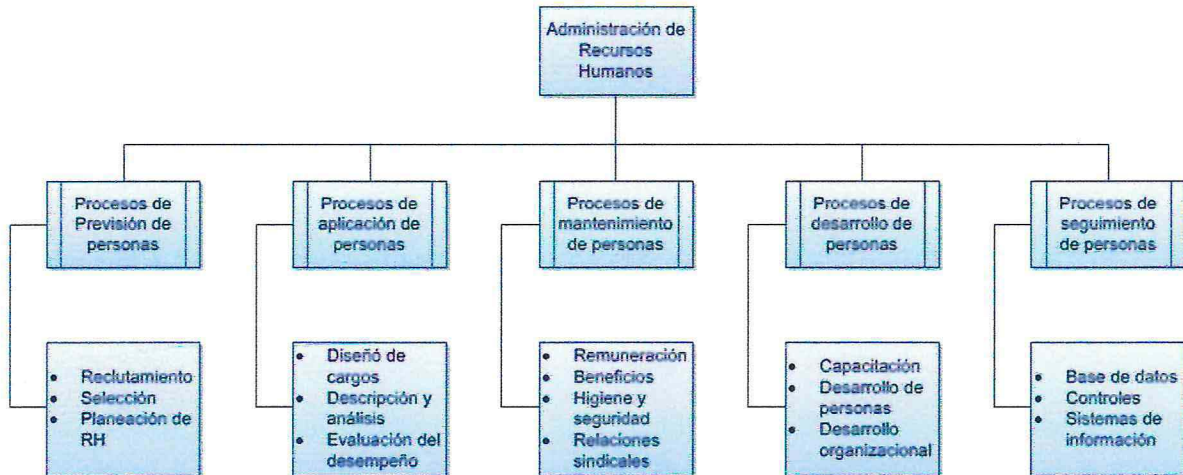 Administración de
Recursos
Humanos
Procesos de
Previsión de
personas
Procesos de
aplicación de
personas
Procesos de
mantenimiento
de personas
Procesos de
desarrollo de
personas
Procesos de
seguimiento
de personas
• Reclutamiento
• Selección
• Planeación de
RH
• Diseñó de
cargos
• Descripción y
análisis
• Evaluación del
desempeño
• Remuneración
• Beneficios
• Higiene y
seguridad
• Relaciones
sindicales
• Capacitación
• Desarrollo de
personas
• Desarrollo
organizacional
• Base de datos
• Controles
• Sistemas de
información